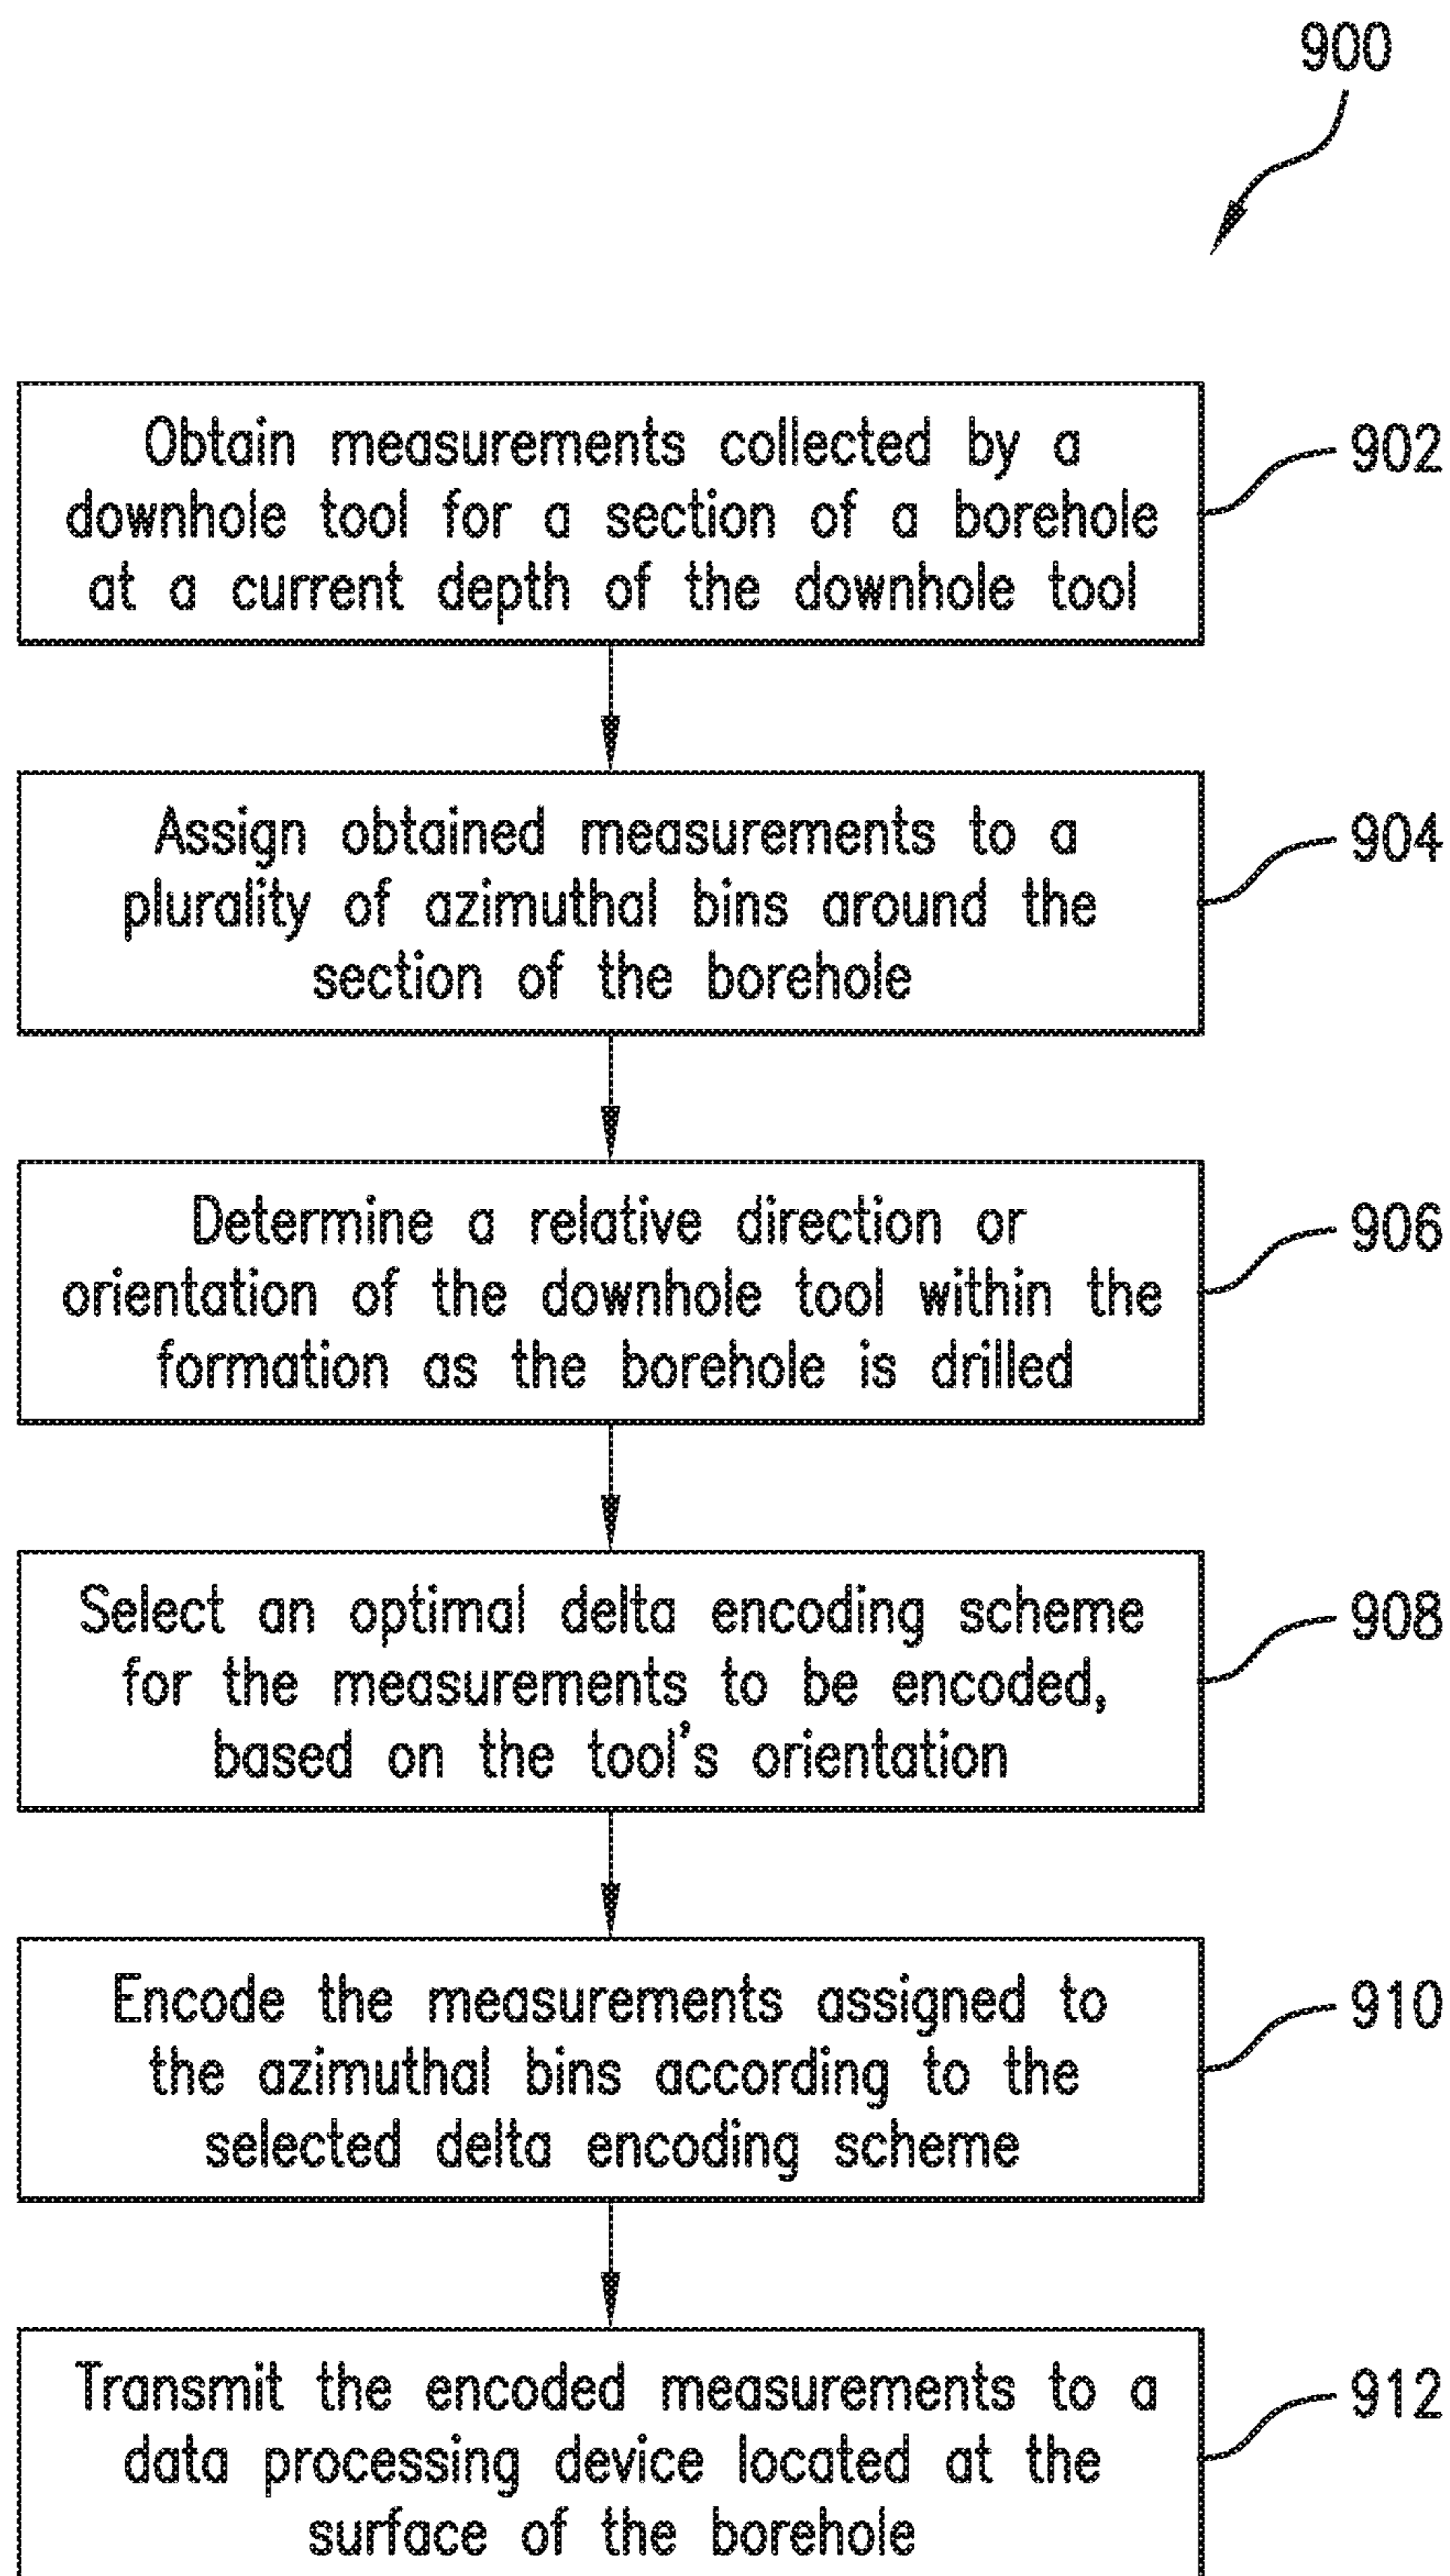 900
Obtain measurements collected by a
downhole tool for a section of a borehole
at a current depth of the downhole tool
902
Assign obtained measurements to a
plurality of azimuthal bins around the
section of the borehole
904
Determine a relative direction or
orientation of the downhole tool within the
formation as the borehole is drilled
906
Select an optimal delta encoding scheme
for the measurements to be encoded,
based on the tool's orientation
908
Encode the measurements assigned to
the azimuthal bins according to the
selected delta encoding scheme
910
Transmit the encoded measurements to a
data processing device located at the
surface of the borehole
912